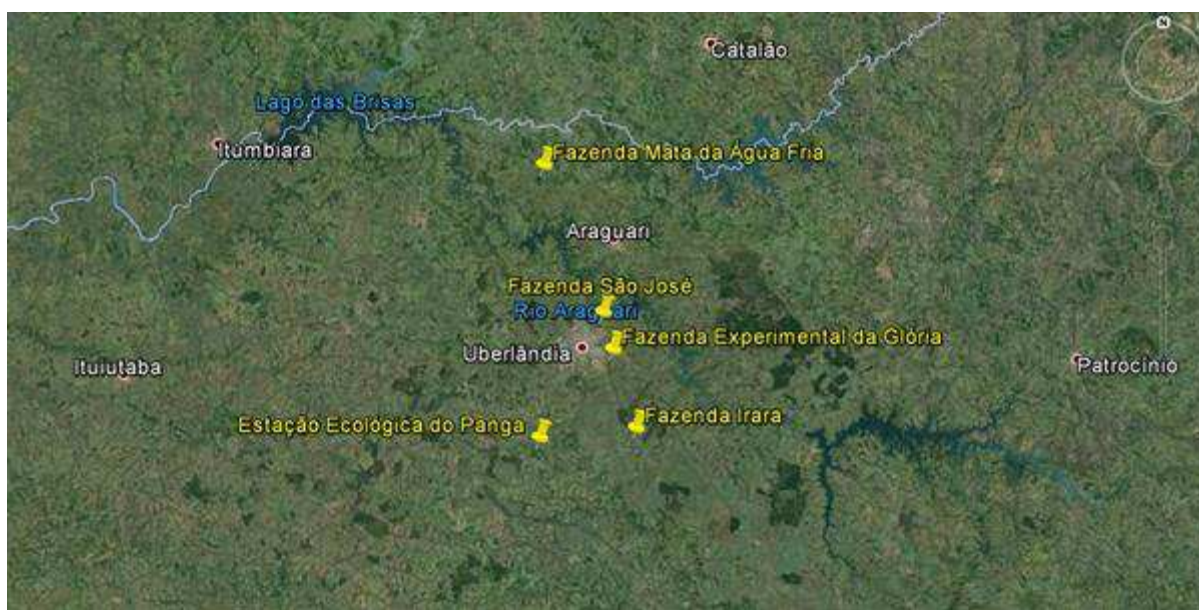 N
Catalão
Lago das Brisas
Itumbiara
Fazenda Mata da Água Fria
Araguari
Fazenda São José
Rio Araguari
Fazenda Experimental da Glória
Uberlândia
Ituiutaba
Patrocínio
Fazenda Irara
Estação Ecológica do Panga